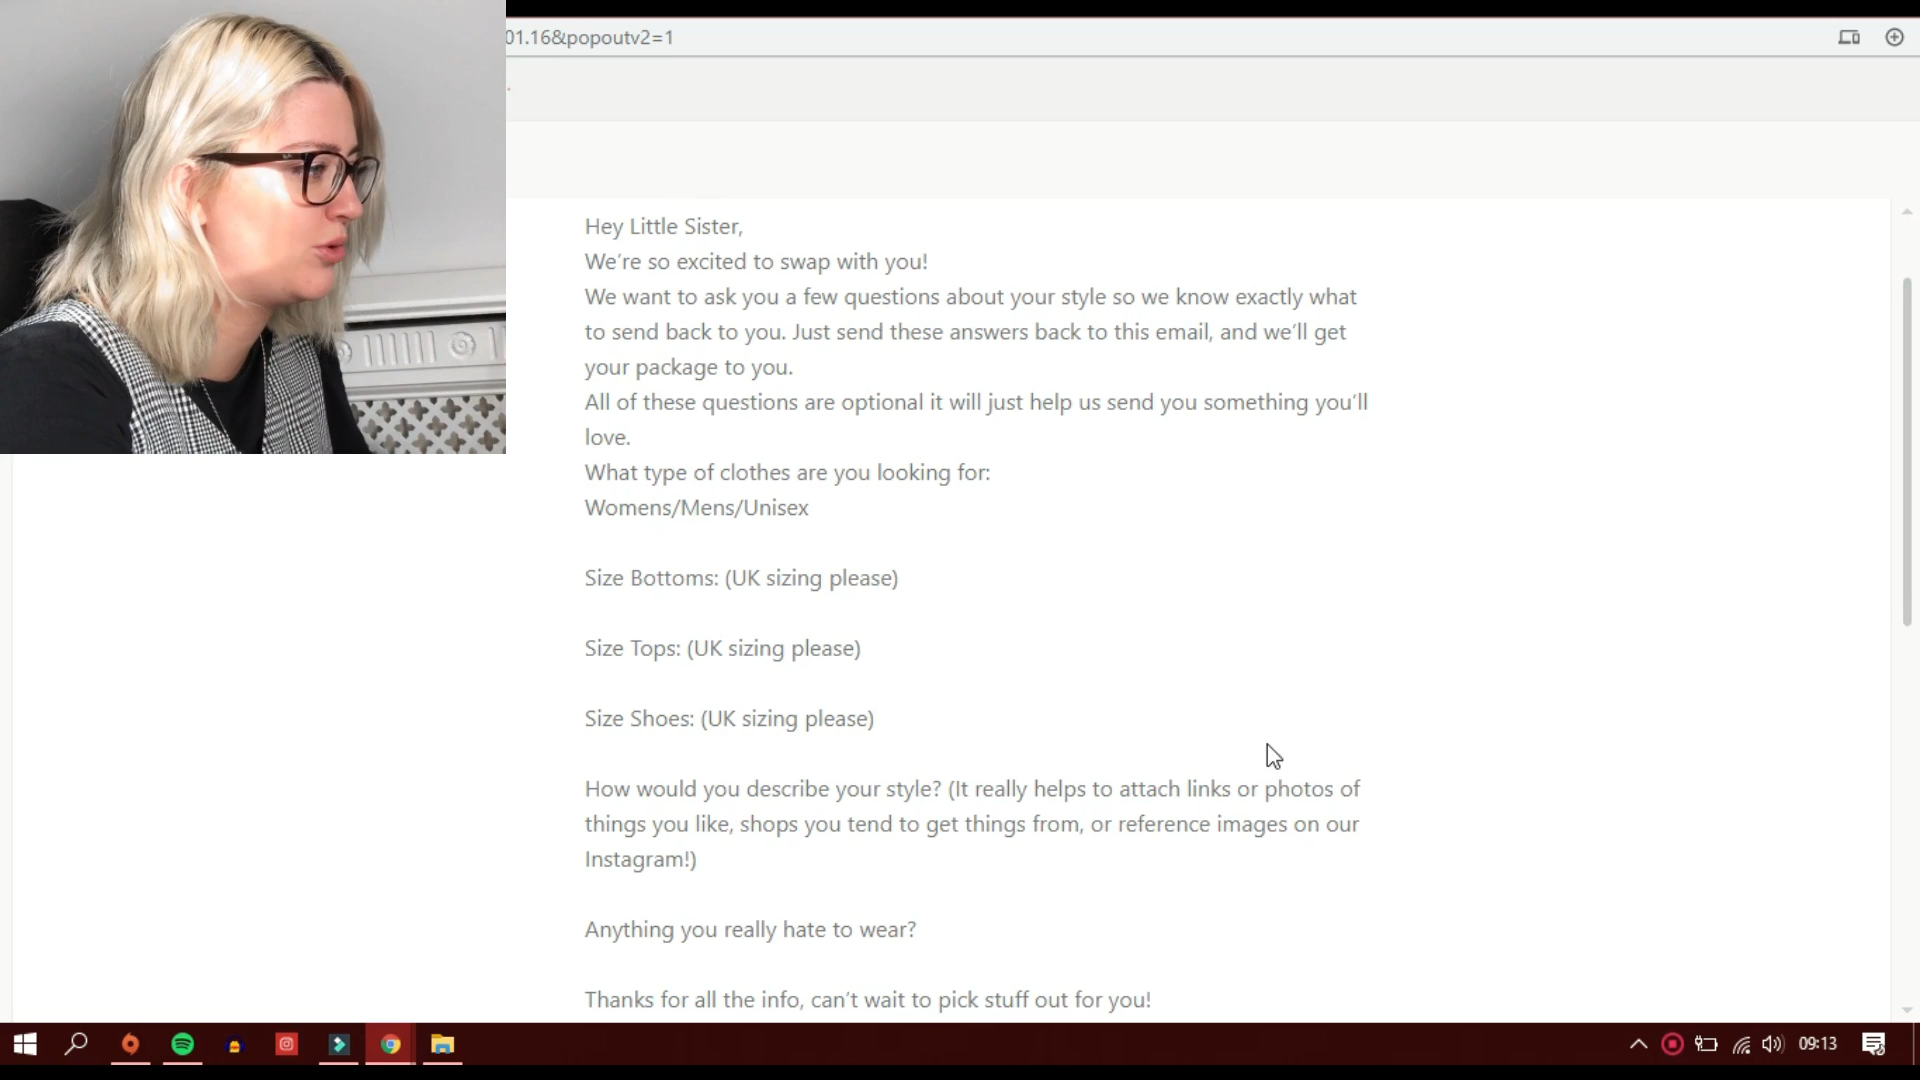 01.16&popoutv2=1
Hey Little Sister,
We're so excited to swap with you!
We want to ask you a few questions about your style so we know exactly what
to send back to you. Just send these answers back to this email, and we'll get
your package to you.
All of these questions are optional it will just help us send you something you'll
love.
What type of clothes are you looking for:
Womens/Mens/Unisex
Size Bottoms: (UK sizing please)
Size Tops: (UK sizing please)
Size Shoes: (UK sizing please)
How would you describe your style? (It really helps to attach links or photos of
things you like, shops you tend to get things from, or reference images on our
Instagram!)
Anything you really hate to wear?
Thanks for all the info, can't wait to pick stuff out for you!
09:13